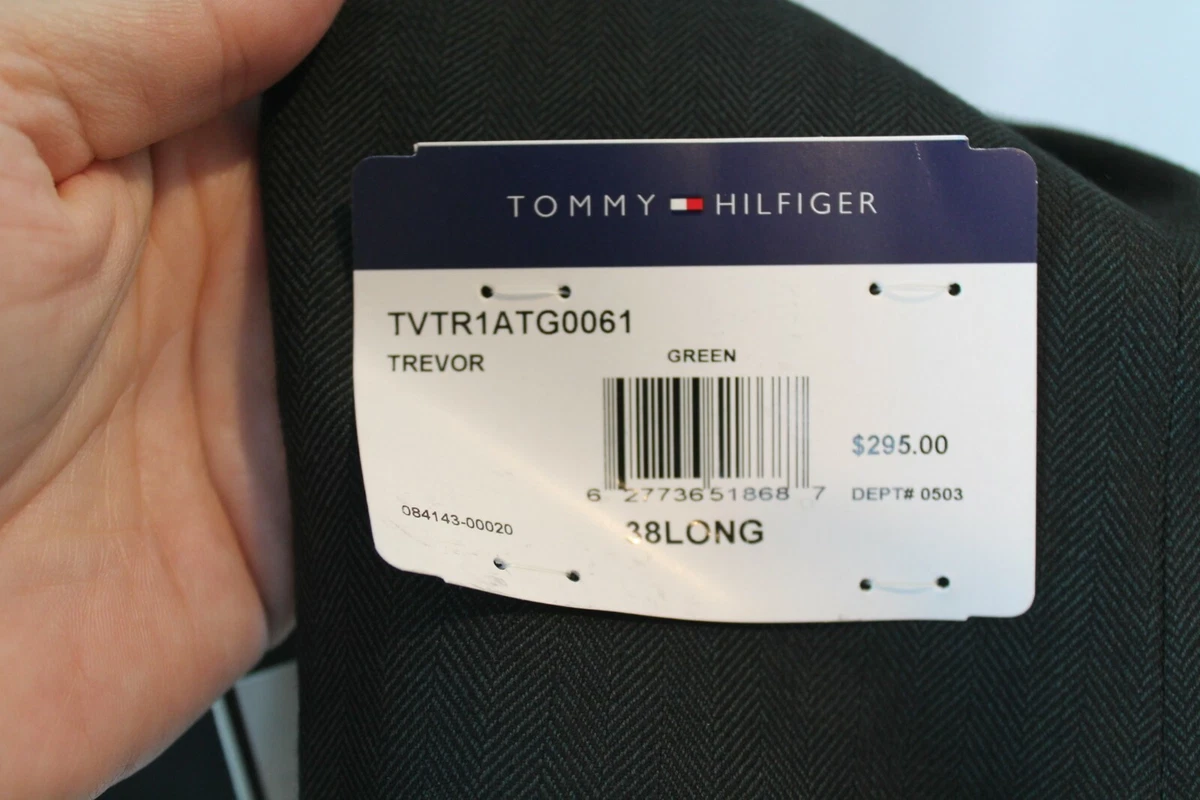 TOMMY HILFIGER
TVTR1ATG0061
TREVOR
GREEN
$295.00
6 27736 51868 7
DEPT# 0503
084143-00020
38LONG